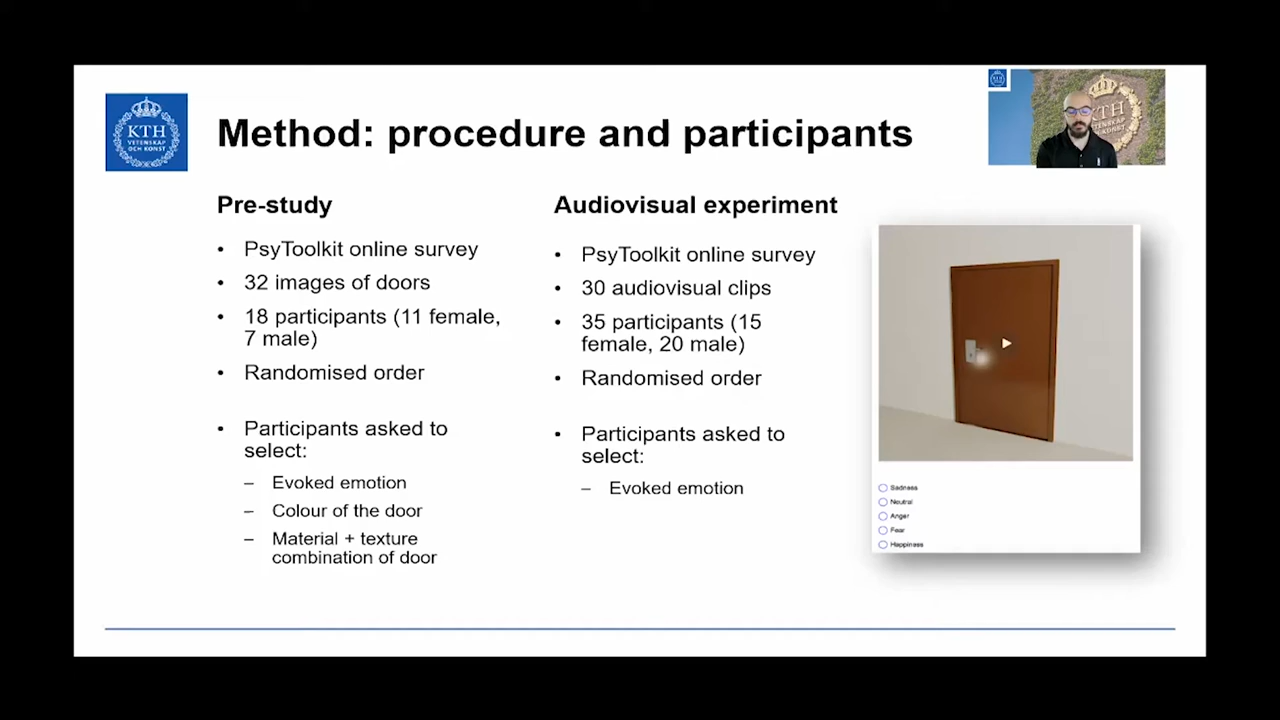 KTH
VETENSKAP
OCH KONST
Method: procedure and participants
KTH
VETENSKAP
KONST
Pre-study
• PsyToolkit online survey
• 32 images of doors
• 18 participants (11 female,
7 male)
• Randomised order
• Participants asked to
select:
– Evoked emotion
– Colour of the door
– Material + texture
combination of door
Audiovisual experiment
• PsyToolkit online survey
• 30 audiovisual clips
• 35 participants (15
female, 20 male)
• Randomised order
• Participants asked to
select:
– Evoked emotion
Sadness
Neutral
Anger
Fear
Happiness